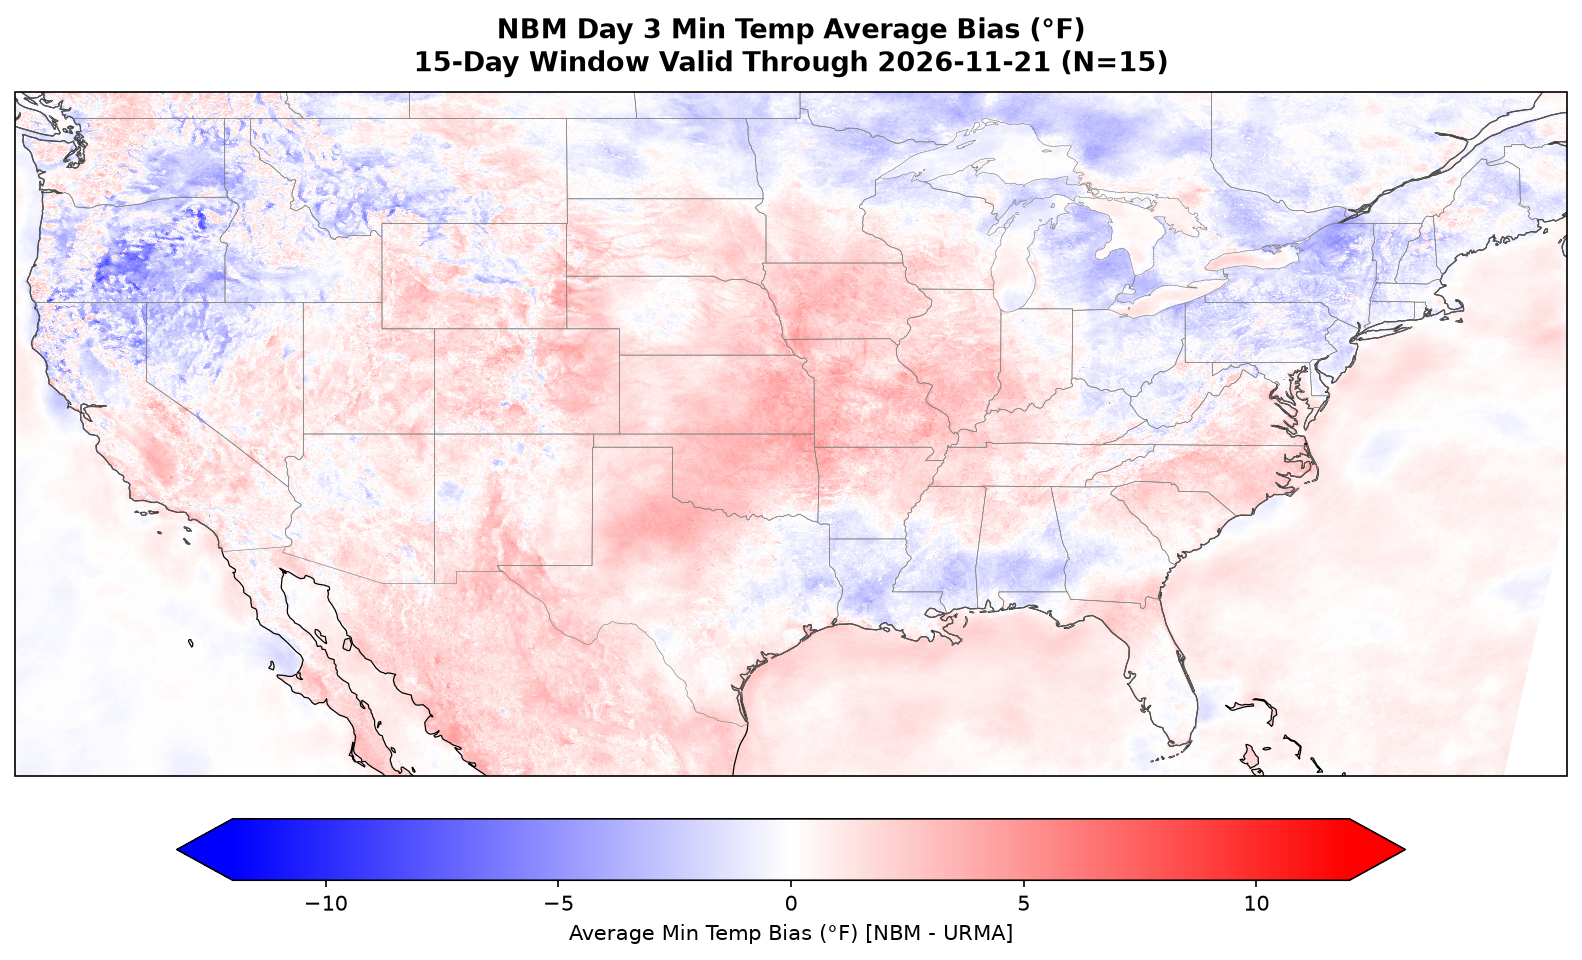 NBM Day 3 Min Temp Average Bias (°F)
15-Day Window Valid Through 2026-11-21 (N=15)
−10 −5 0 5 10
Average Min Temp Bias (°F) [NBM - URMA]